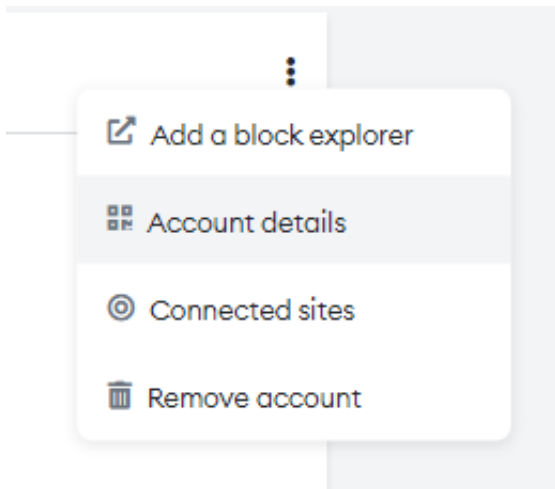 Add a block explorer
Account details
Connected sites
Remove account